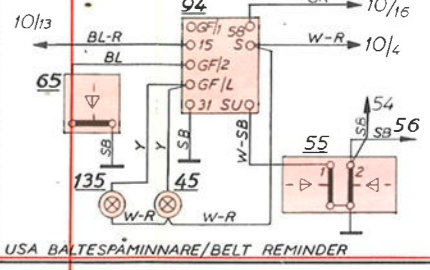 94
10/13
10/16
GF/1 SB
BL-R
15 S
W-R
10/4
BL
GF/2
65
GF/L
31 SU
54
SB
SB
56
SB
Y
Y
SB
W-SB
55
1 2
135
45
W-R
W-R
USA BÄLTESPÅMINNARE/BELT REMINDER